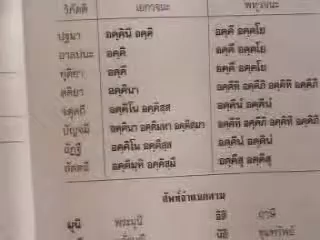 วิภัตติ เอกวจนะ พหุวจนะ
ปฐมา อคฺคินี อคฺคิ อคฺคี อคฺคโย
อาลปนะ อคฺคิ อคฺคี อคฺคโย
ทุติยา อคฺคึ อคฺคี อคฺคโย
ตติยา อคฺคินา อคฺคีหิ อคฺคีภิ อคฺคิหิ อคฺคิภิ
จตุตถี อคฺคิโน อคฺคิสฺส อคฺคีนํ อคฺคินํ
ปัญจมี อคฺคินา อคฺคิมหา อคฺคิสฺมา อคฺคีหิ อคฺคีภิ อคฺคิหิ อคฺคิภิ
ฉัฏฐี อคฺคิโน อคฺคิสฺส อคฺคีนํ อคฺคินํ
สัตตมี อคฺคิมฺหิ อคฺคิสฺมึ อคฺคีสุ อคฺคิสุ
ศัพท์จำแนกตาม
มุนิ พระมุนี อิสิ ฤาษี
นิธิ ขุมทรัพย์